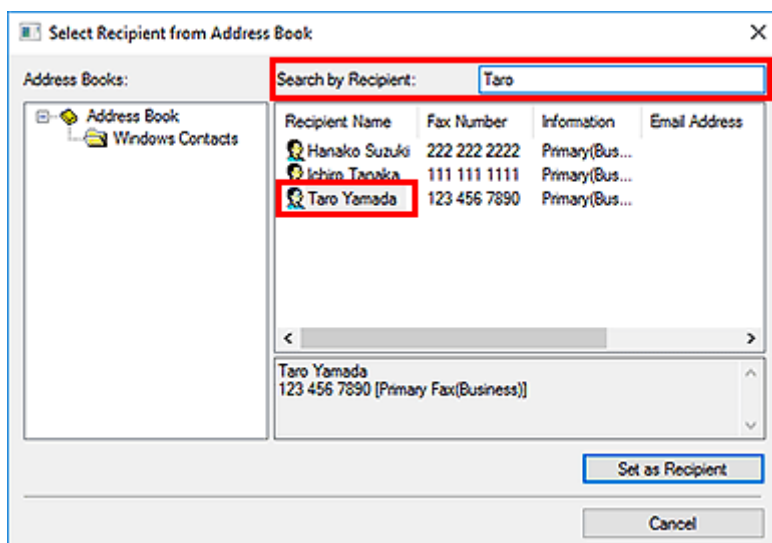 Select Recipient from Address Book
Address Books:
Search by Recipient: Taro
Address Book
Windows Contacts
Recipient Name Fax Number Information Email Address
Hanako Suzuki 222 222 2222 Primary(Bus...
Ichiro Tanaka 111 111 1111 Primary(Bus...
Taro Yamada 123 456 7890 Primary(Bus...
Taro Yamada
123 456 7890 [Primary Fax(Business)]
Set as Recipient
Cancel